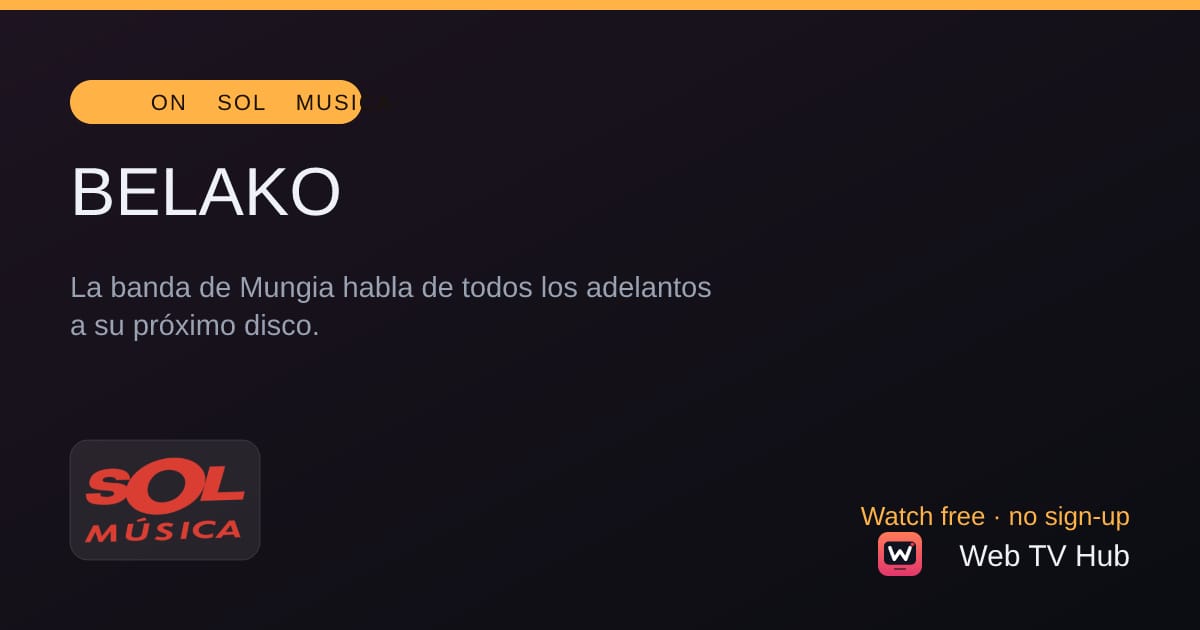 ON SOL MUSIC
BELAKO
La banda de Mungia habla de todos los adelantos
a su próximo disco.
SOL
MÚSICA
Watch free · no sign-up
W
Web TV Hub